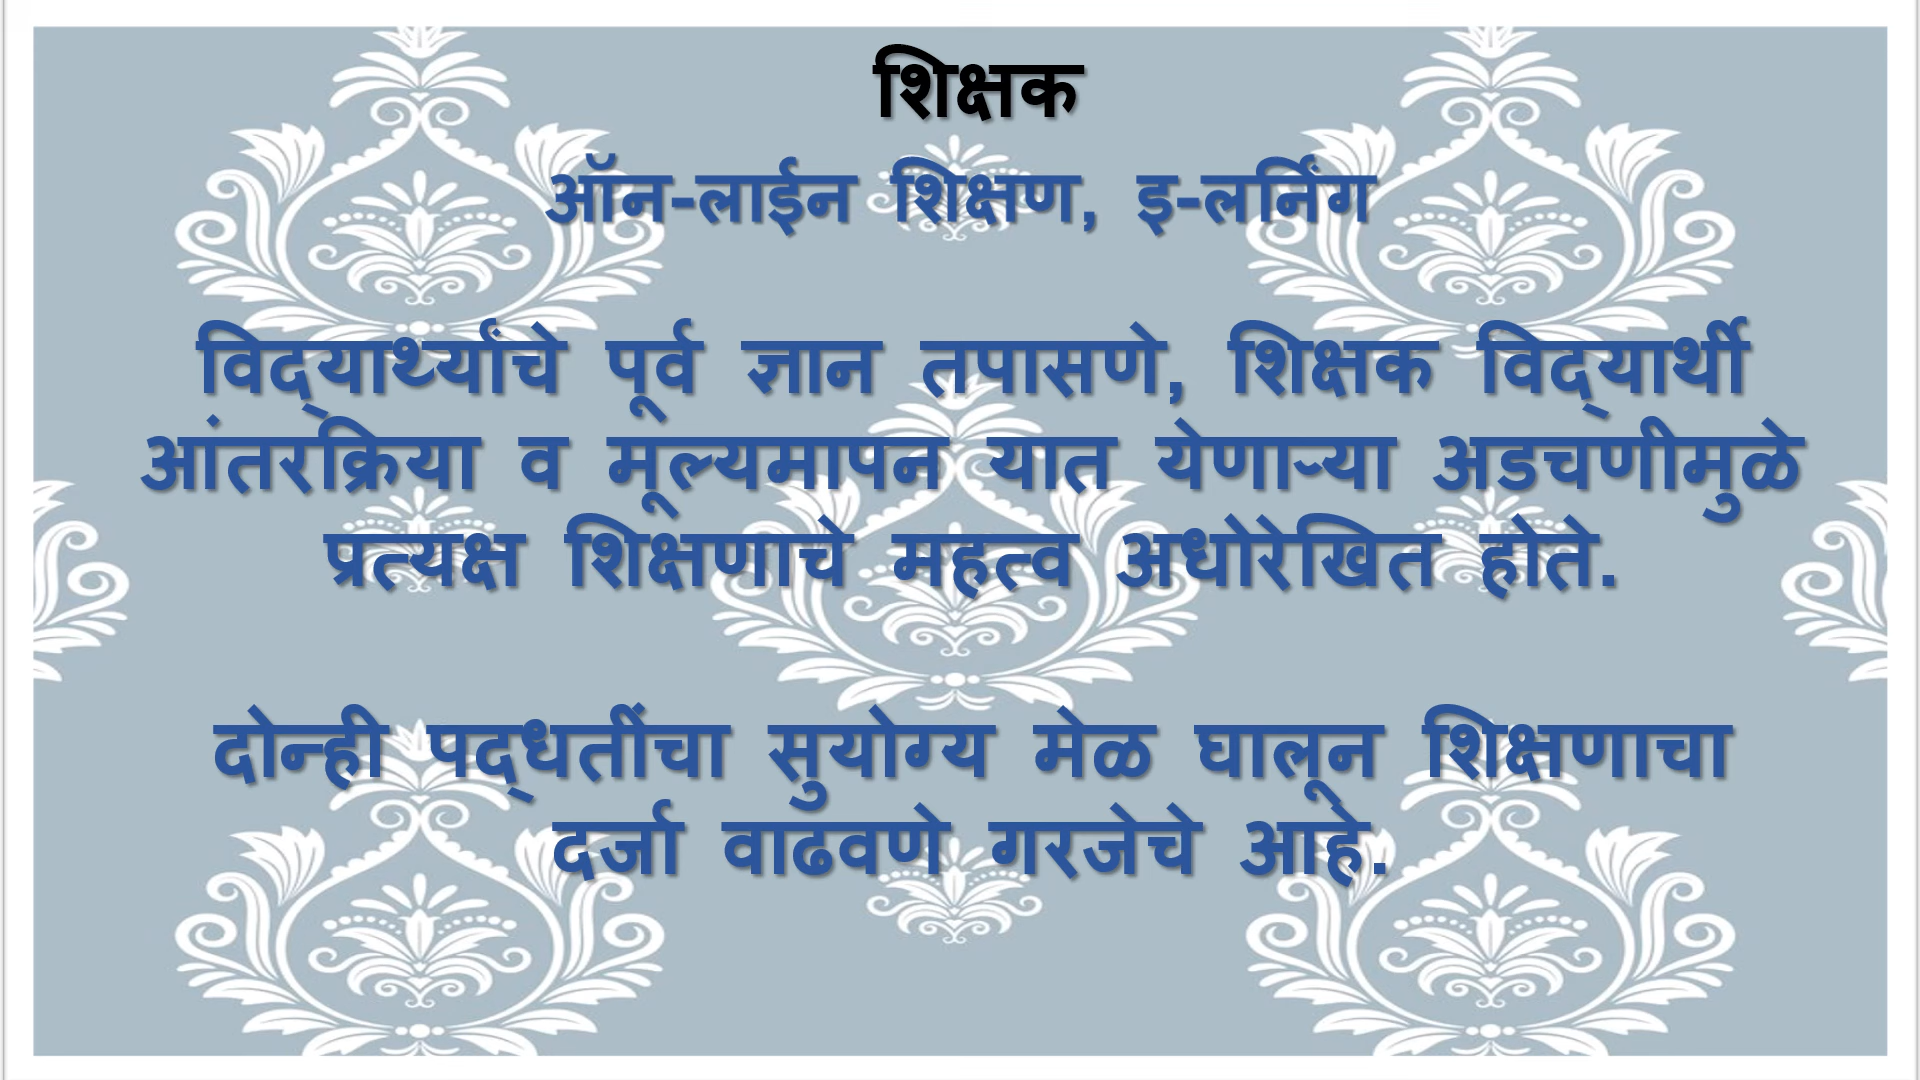 शिक्षक
ऑन-लाईन शिक्षण, इ-लर्निंग
विद्‌यार्थ्यांचे पूर्व ज्ञान तपासणे, शिक्षक विद्‌यार्थी
आंतरक्रिया व मूल्यमापन यात येणाऱ्या अडचणीमुळे
प्रत्यक्ष शिक्षणाचे महत्व अधोरेखित होते.
दोन्ही पद्‌धतींचा सुयोग्य मेळ घालून शिक्षणाचा
दर्जा वाढवणे गरजेचे आहे.